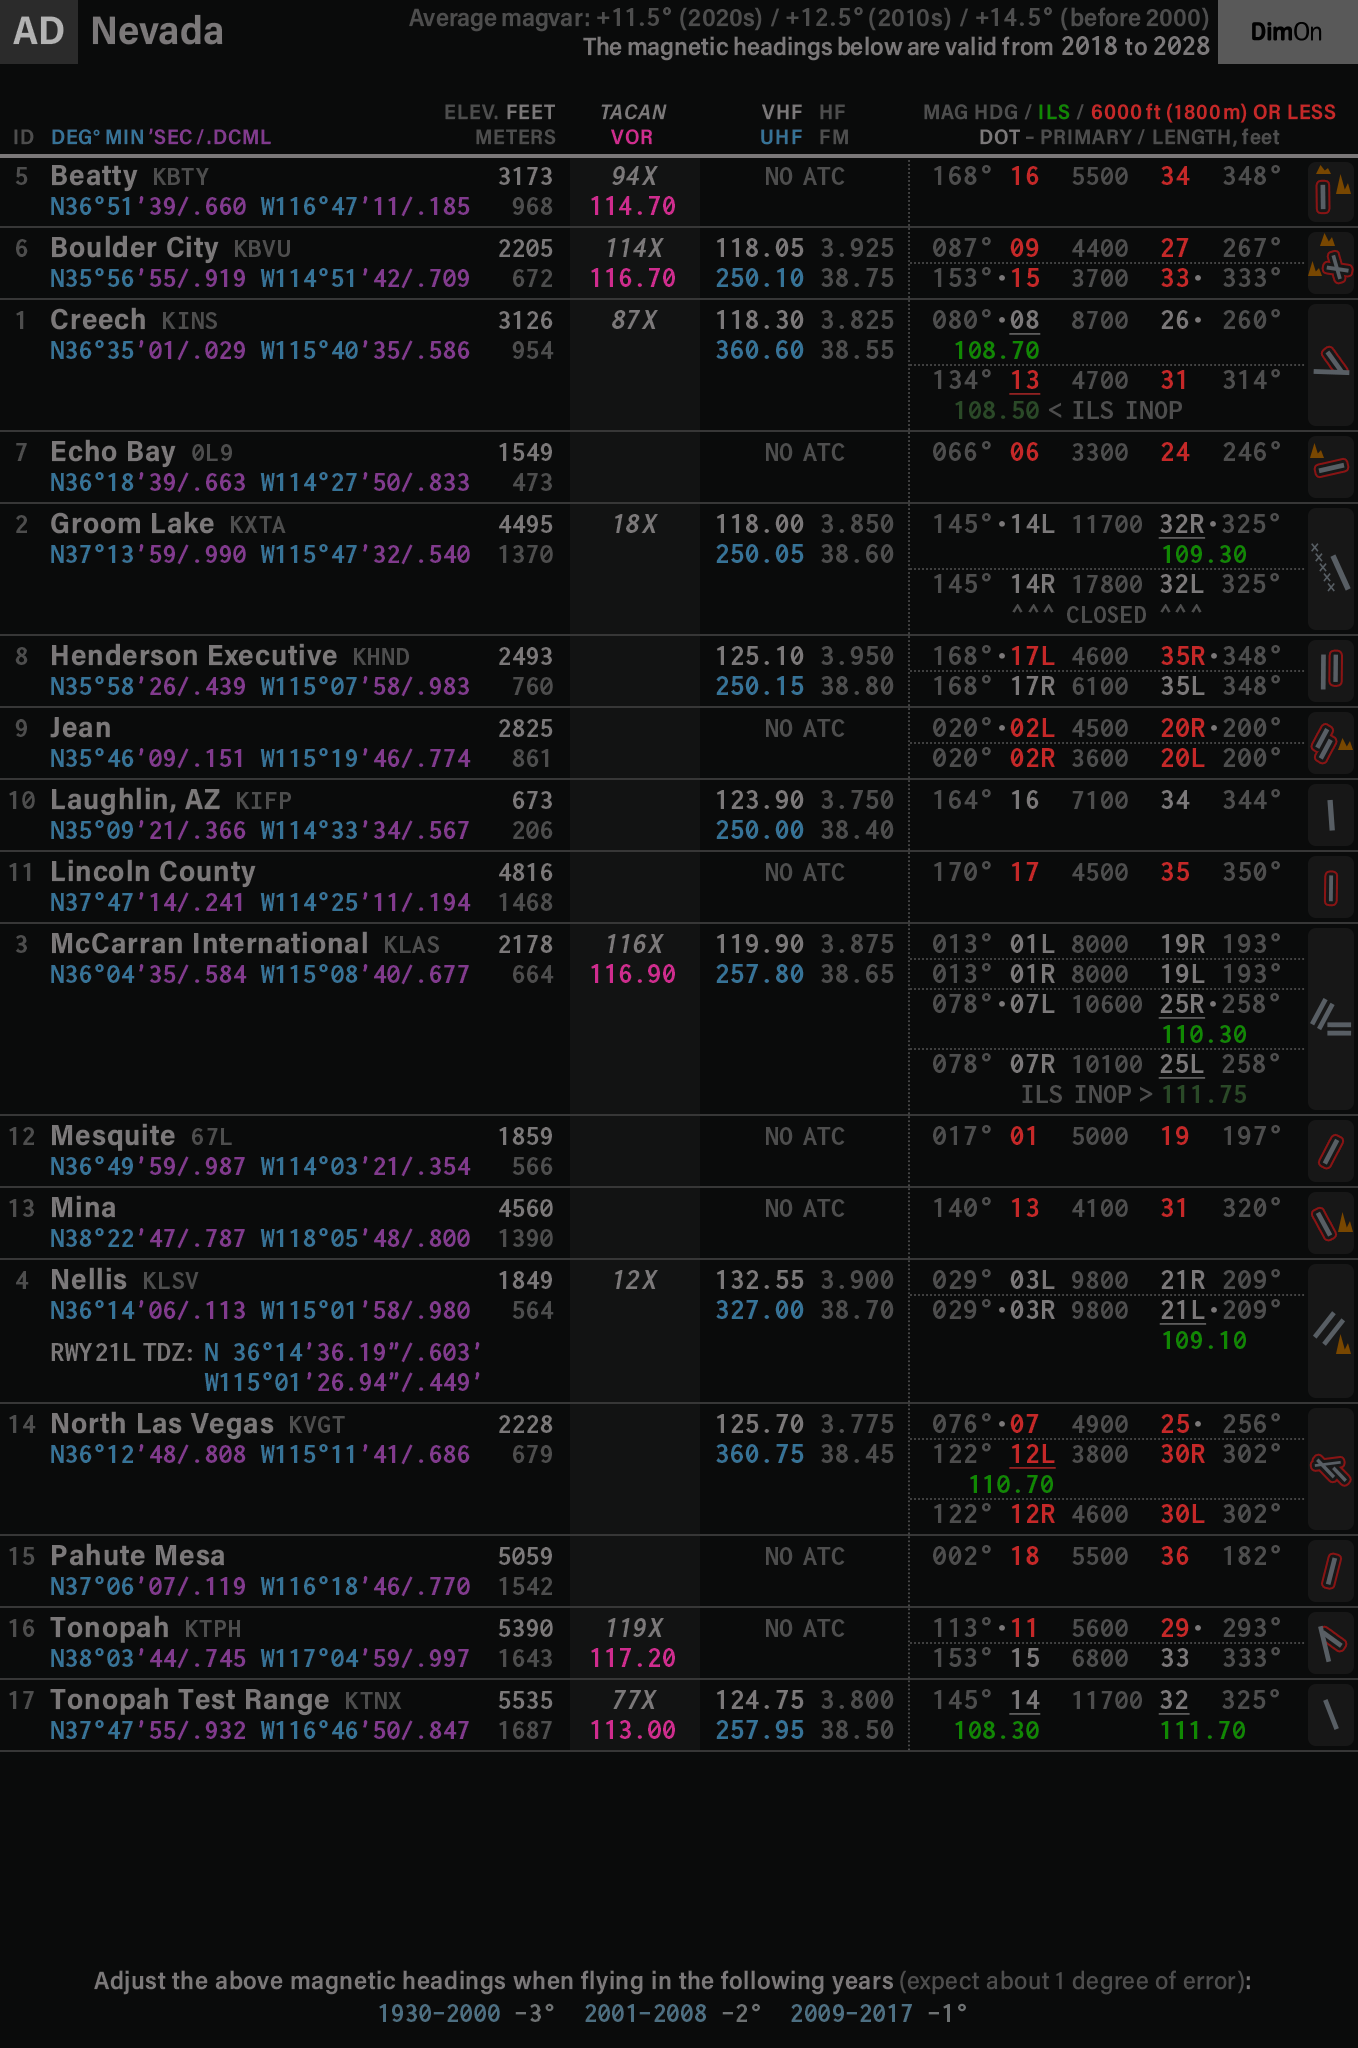 AD Nevada Average magvar: +11.5° (2020s) / +12.5° (2010s) / +14.5° (before 2000) DimOn
The magnetic headings below are valid from 2018 to 2028
ELEV. FEET TACAN VHF HF MAG HDG / ILS / 6000 ft (1800 m) OR LESS
ID DEG° MIN 'SEC / .DCML METERS VOR UHF FM DOT – PRIMARY / LENGTH, feet
5 Beatty KBTY 3173 94X NO ATC 168° 16 5500 34 348°
N36°51'39/.660 W116°47'11/.185 968 114.70
6 Boulder City KBVU 2205 114X 118.05 3.925 087° 09 4400 27 267°
N35°56'55/.919 W114°51'42/.709 672 116.70 250.10 38.75 153° •15 3700 33• 333°
1 Creech KINS 3126 87X 118.30 3.825 080° •08 8700 26• 260°
N36°35'01/.029 W115°40'35/.586 954 360.60 38.55 108.70
134° 13 4700 31 314°
108.50 < ILS INOP
7 Echo Bay 0L9 1549 NO ATC 066° 06 3300 24 246°
N36°18'39/.663 W114°27'50/.833 473
2 Groom Lake KXTA 4495 18X 118.00 3.850 145° •14L 11700 32R• 325°
N37°13'59/.990 W115°47'32/.540 1370 250.05 38.60 109.30
145° 14R 17800 32L 325°
^^^ CLOSED ^^^
8 Henderson Executive KHND 2493 125.10 3.950 168° •17L 4600 35R• 348°
N35°58'26/.439 W115°07'58/.983 760 250.15 38.80 168° 17R 6100 35L 348°
9 Jean 2825 NO ATC 020° •02L 4500 20R• 200°
N35°46'09/.151 W115°19'46/.774 861 020° 02R 3600 20L 200°
10 Laughlin, AZ KIFP 673 123.90 3.750 164° 16 7100 34 344°
N35°09'21/.366 W114°33'34/.567 206 250.00 38.40
11 Lincoln County 4816 NO ATC 170° 17 4500 35 350°
N37°47'14/.241 W114°25'11/.194 1468
3 McCarran International KLAS 2178 116X 119.90 3.875 013° 01L 8000 19R 193°
N36°04'35/.584 W115°08'40/.677 664 116.90 257.80 38.65 013° 01R 8000 19L 193°
078° •07L 10600 25R• 258°
110.30
078° 07R 10100 25L 258°
ILS INOP > 111.75
12 Mesquite 67L 1859 NO ATC 017° 01 5000 19 197°
N36°49'59/.987 W114°03'21/.354 566
13 Mina 4560 NO ATC 140° 13 4100 31 320°
N38°22'47/.787 W118°05'48/.800 1390
4 Nellis KLSV 1849 12X 132.55 3.900 029° 03L 9800 21R 209°
N36°14'06/.113 W115°01'58/.980 564 327.00 38.70 029° •03R 9800 21L• 209°
109.10
RWY21L TDZ: N 36°14'36.19"/.603'
W115°01'26.94"/.449'
14 North Las Vegas KVGT 2228 125.70 3.775 076° •07 4900 25• 256°
N36°12'48/.808 W115°11'41/.686 679 360.75 38.45 122° 12L 3800 30R 302°
110.70
122° 12R 4600 30L 302°
15 Pahute Mesa 5059 NO ATC 002° 18 5500 36 182°
N37°06'07/.119 W116°18'46/.770 1542
16 Tonopah KTPH 5390 119X NO ATC 113° •11 5600 29• 293°
N38°03'44/.745 W117°04'59/.997 1643 117.20 153° 15 6800 33 333°
17 Tonopah Test Range KTNX 5535 77X 124.75 3.800 145° 14 11700 32 325°
N37°47'55/.932 W116°46'50/.847 1687 113.00 257.95 38.50 108.30 111.70
Adjust the above magnetic headings when flying in the following years (expect about 1 degree of error):
1930–2000 –3° 2001–2008 –2° 2009–2017 –1°